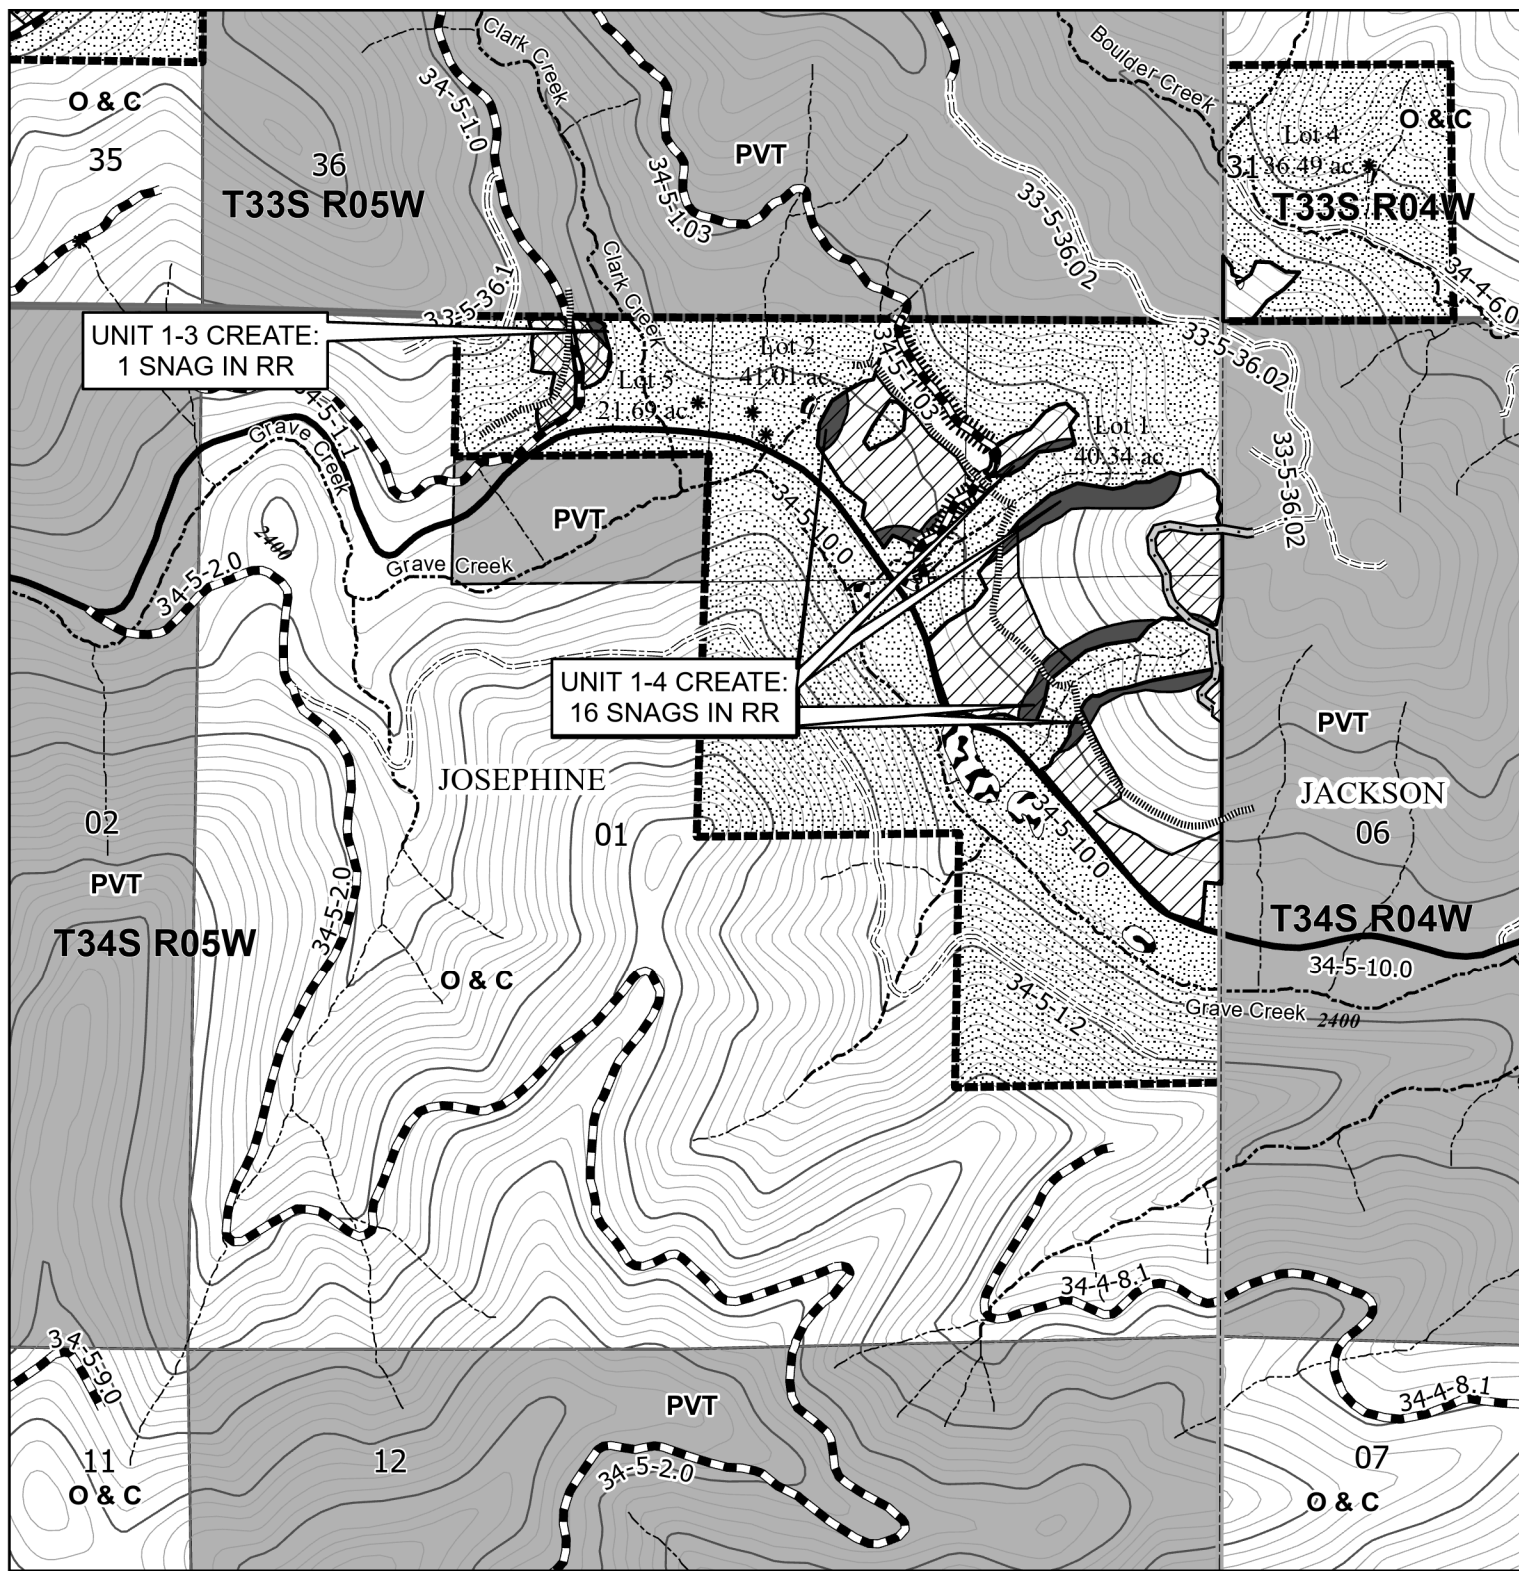 Clark Creek
Boulder Creek
O & C
35
36
T33S R05W
34-5-1.0
PVT
34-5-1.03
33-5-36.02
O & C
Lot 4
31
36.49 ac
T33S R04W
34-4-6.0
Clark Creek
33-5-36.1
UNIT 1-3 CREATE:
1 SNAG IN RR
Lot 2
41.01 ac
34-5-1.03
33-5-36.02
Lot 5
21.69 ac
34-5-1.1
Grave Creek
Lot 1
40.34 ac
33-5-36.02
PVT
34-5-10.0
2400
Grave Creek
34-5-2.0
UNIT 1-4 CREATE:
16 SNAGS IN RR
PVT
JOSEPHINE
JACKSON
02
01
06
34-5-10.0
PVT
T34S R05W
34-5-2.0
T34S R04W
O & C
34-5-10.0
34-5-1.2
Grave Creek
2400
34-4-8.1
34-5-9.0
PVT
34-4-8.1
11
O & C
12
34-5-2.0
07
O & C